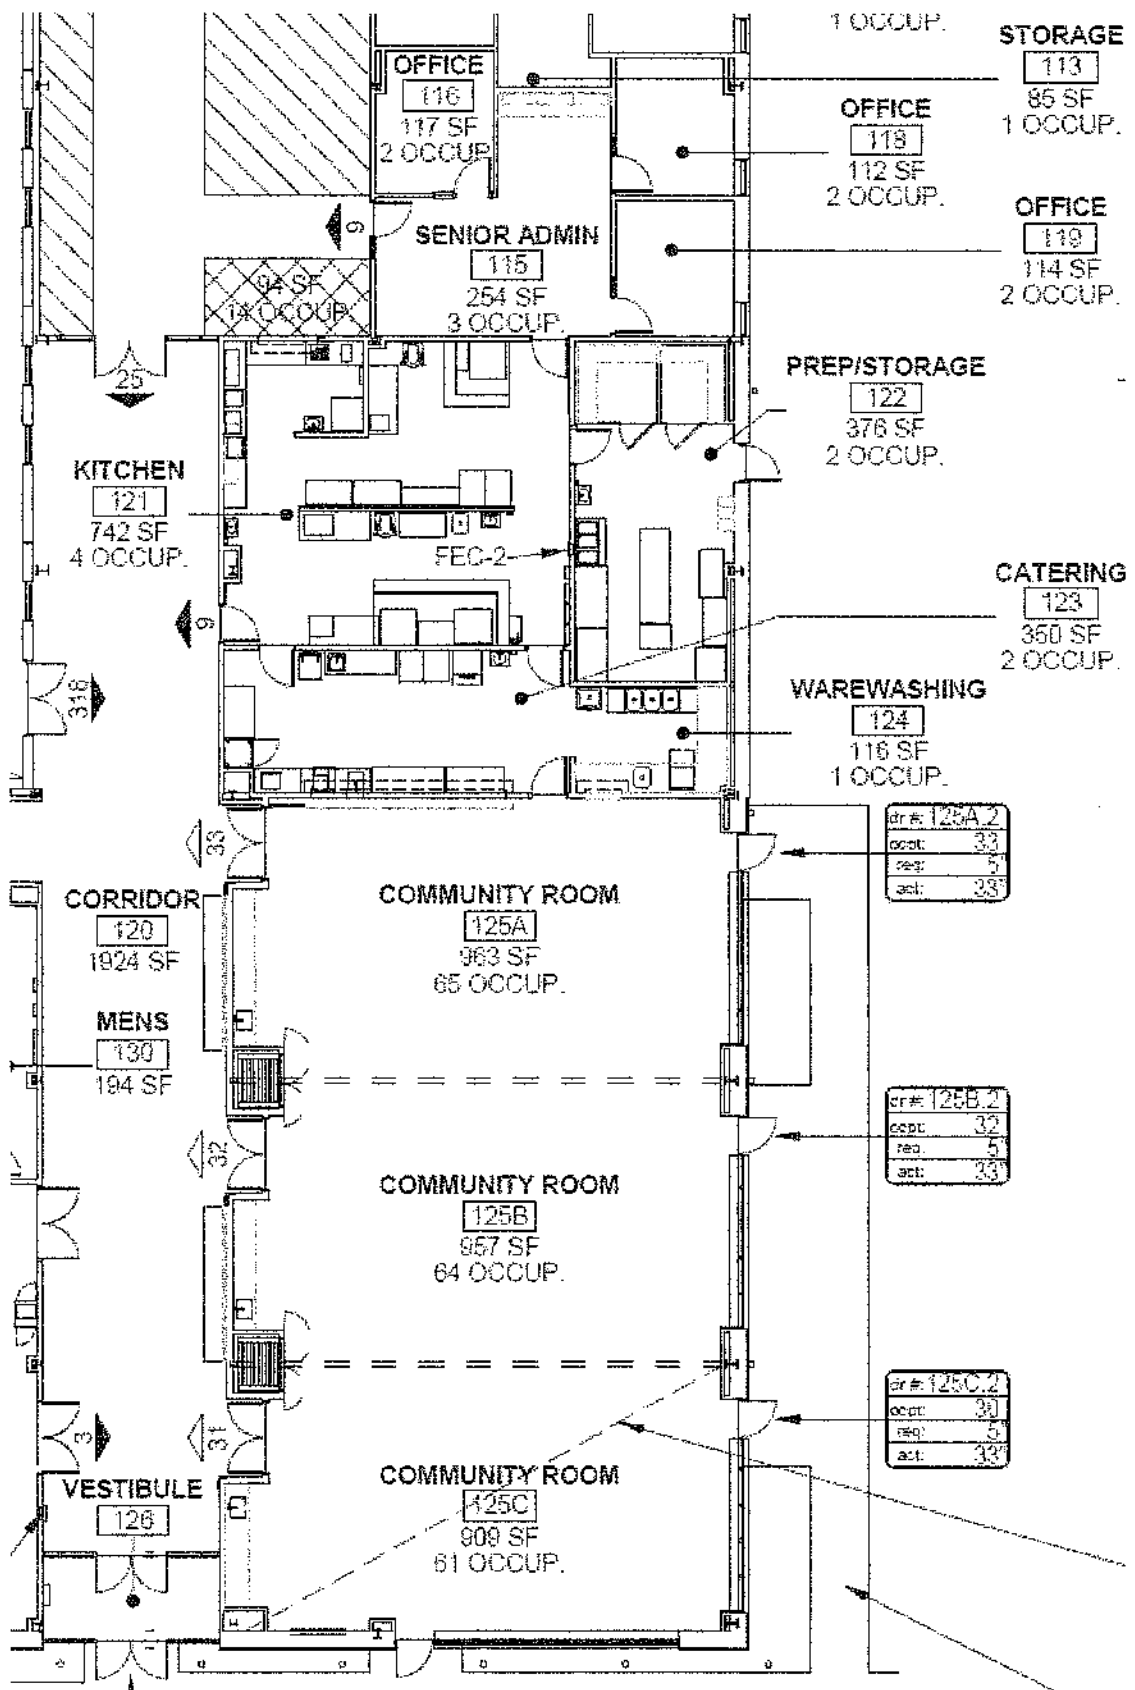 1 OCCUP.
STORAGE
113
85 SF
1 OCCUP.
OFFICE
116
117 SF
2 OCCUP.
OFFICE
118
112 SF
2 OCCUP.
OFFICE
119
114 SF
2 OCCUP.
9
SENIOR ADMIN
115
254 SF
3 OCCUP.
94 SF
14 OCCUP.
25
PREP/STORAGE
122
376 SF
2 OCCUP.
KITCHEN
121
742 SF
4 OCCUP.
FEC-2
CATERING
123
350 SF
2 OCCUP.
9
318
WAREWASHING
124
116 SF
1 OCCUP.
33
dr #: 125A.2
ocpt: 33
req: 5"
act: 33"
CORRIDOR
120
1924 SF
COMMUNITY ROOM
125A
963 SF
65 OCCUP.
MENS
130
194 SF
32
dr #: 125B.2
ocpt: 32
req: 5"
act: 33"
COMMUNITY ROOM
125B
957 SF
64 OCCUP.
3
31
dr #: 125C.2
ocpt: 30
req: 5"
act: 33"
COMMUNITY ROOM
125C
909 SF
61 OCCUP.
VESTIBULE
126